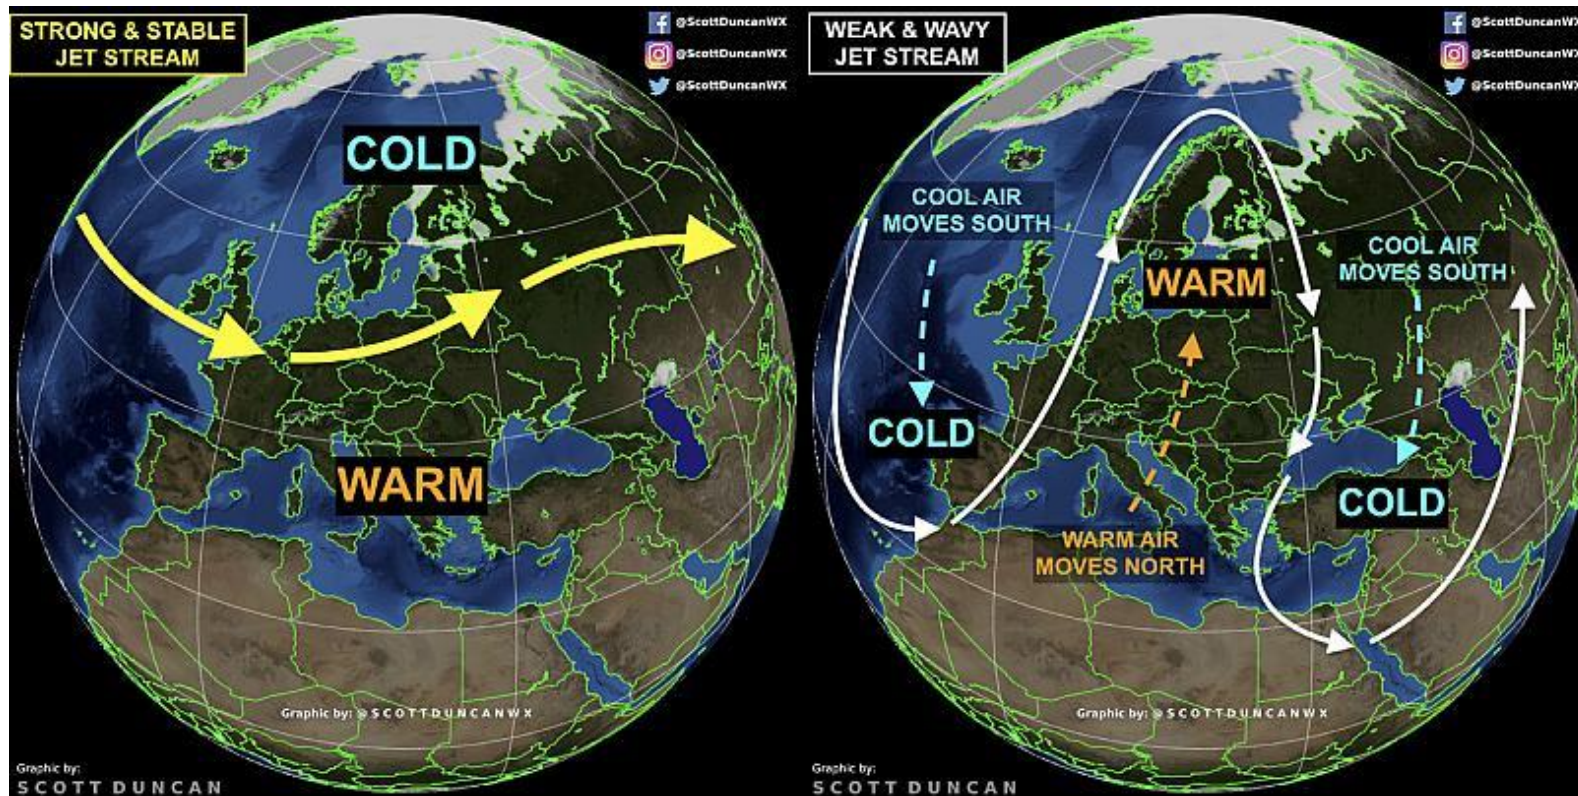 STRONG & STABLE
JET STREAM
@ScottDuncanWX
@ScottDuncanWX
@ScottDuncanWX
COLD
WARM
Graphic by: @SCOTTDUNCANWX
Graphic by:
SCOTT DUNCAN
WEAK & WAVY
JET STREAM
@ScottDuncanWX
@ScottDuncanWX
@ScottDuncanWX
COOL AIR
MOVES SOUTH
COOL AIR
MOVES SOUTH
WARM
COLD
COLD
WARM AIR
MOVES NORTH
Graphic by: @SCOTTDUNCANWX
Graphic by:
SCOTT DUNCAN